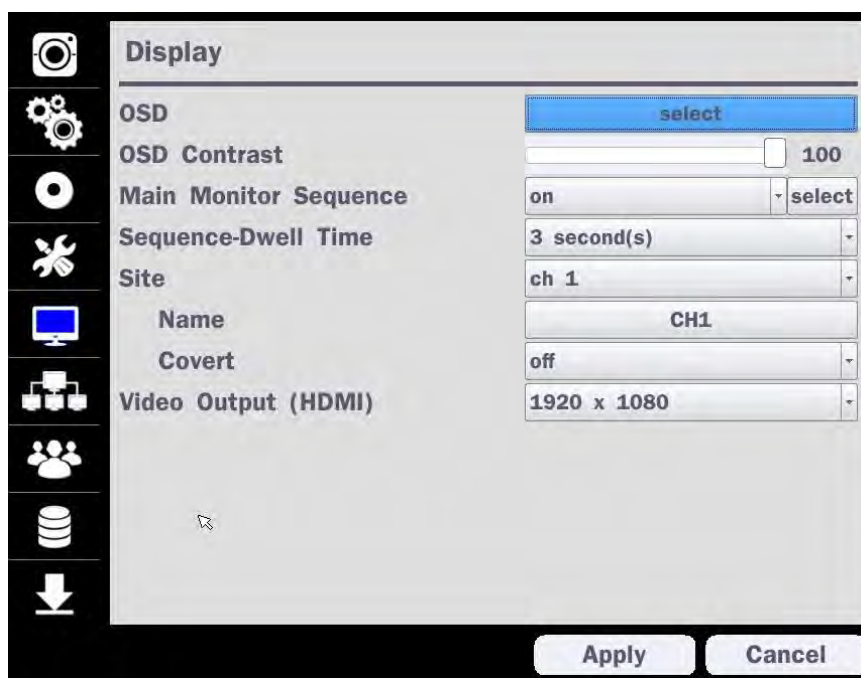 Display
OSD select
OSD Contrast 100
Main Monitor Sequence on select
Sequence-Dwell Time 3 second(s)
Site ch 1
Name CH1
Covert off
Video Output (HDMI) 1920 x 1080
Apply Cancel